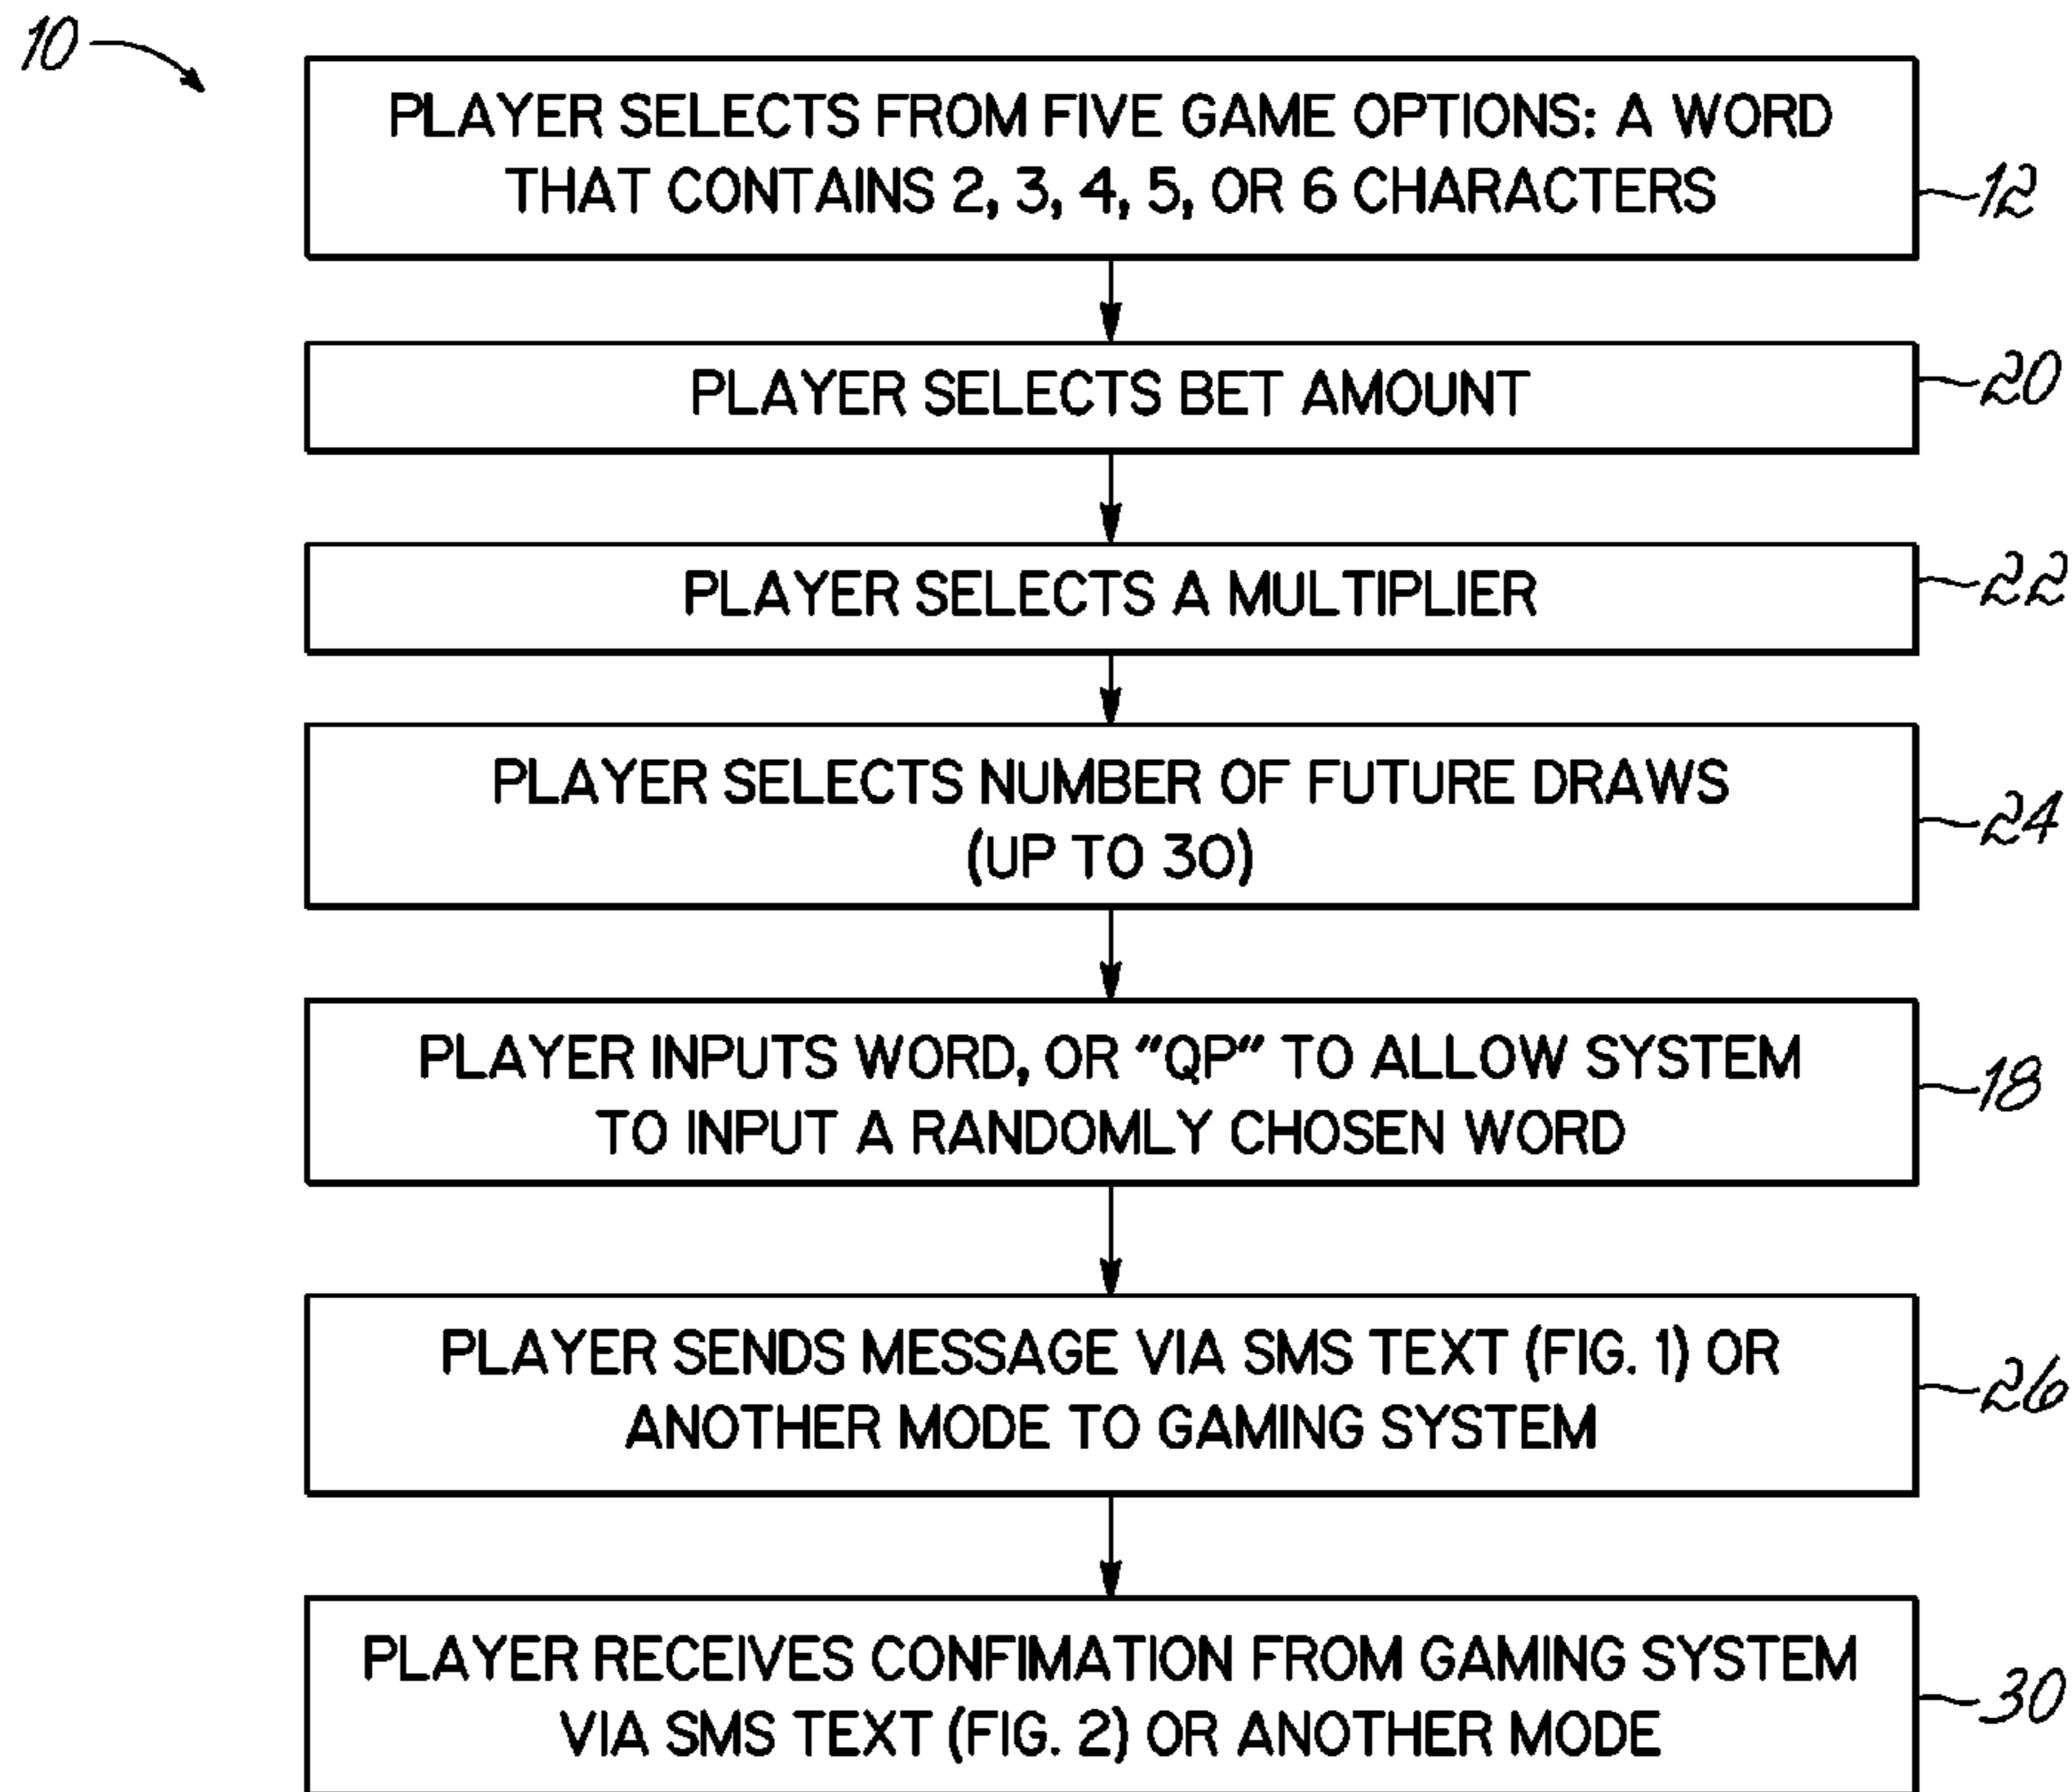 10
PLAYER SELECTS FROM FIVE GAME OPTIONS: A WORD
THAT CONTAINS 2, 3, 4, 5, OR 6 CHARACTERS
12
PLAYER SELECTS BET AMOUNT
20
PLAYER SELECTS A MULTIPLIER
22
PLAYER SELECTS NUMBER OF FUTURE DRAWS
(UP TO 30)
24
PLAYER INPUTS WORD, OR "QP" TO ALLOW SYSTEM
TO INPUT A RANDOMLY CHOSEN WORD
18
PLAYER SENDS MESSAGE VIA SMS TEXT (FIG. 1) OR
ANOTHER MODE TO GAMING SYSTEM
26
PLAYER RECEIVES CONFIMATION FROM GAMING SYSTEM
VIA SMS TEXT (FIG. 2) OR ANOTHER MODE
30